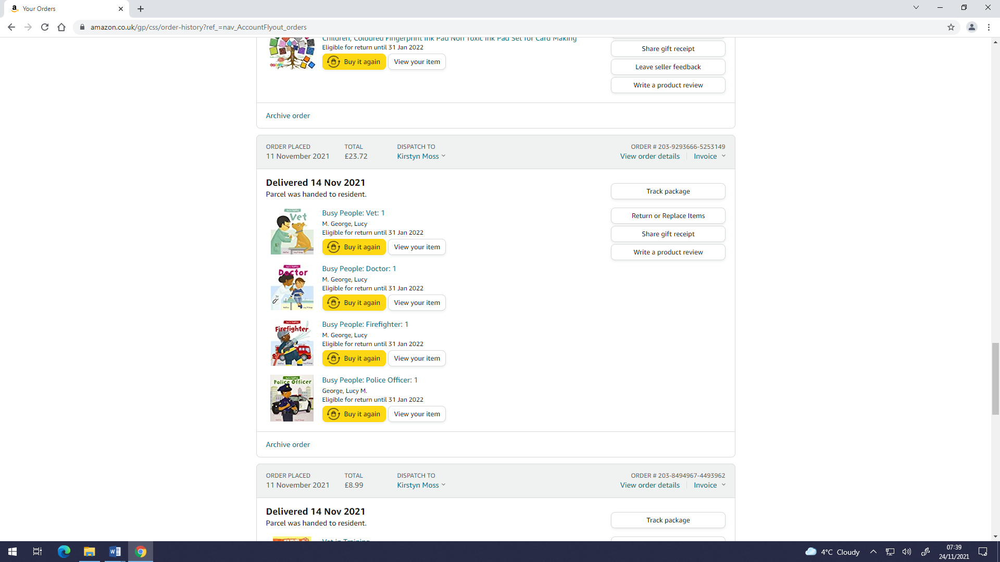 Your Orders
amazon.co.uk/gp/css/order-history?ref_=nav_AccountFlyout_orders
Children, Coloured Fingerprint Ink Pad Non Toxic Ink Pad Set for Card Making
Eligible for return until 31 Jan 2022
Buy it again
View your item
Share gift receipt
Leave seller feedback
Write a product review
Archive order
ORDER PLACED
11 November 2021
TOTAL
£23.72
DISPATCH TO
Kirstyn Moss
ORDER # 203-9293666-5253149
View order details
Invoice
Delivered 14 Nov 2021
Parcel was handed to resident.
Track package
Return or Replace Items
Share gift receipt
Write a product review
BUSY PEOPLE
Vet
Busy People: Vet: 1
M. George, Lucy
Eligible for return until 31 Jan 2022
Buy it again
View your item
BUSY PEOPLE
Doctor
Busy People: Doctor: 1
M. George, Lucy
Eligible for return until 31 Jan 2022
Buy it again
View your item
BUSY PEOPLE
Firefighter
Busy People: Firefighter: 1
M. George, Lucy
Eligible for return until 31 Jan 2022
Buy it again
View your item
BUSY PEOPLE
Police Officer
Busy People: Police Officer: 1
George, Lucy M.
Eligible for return until 31 Jan 2022
Buy it again
View your item
Archive order
ORDER PLACED
11 November 2021
TOTAL
£8.99
DISPATCH TO
Kirstyn Moss
ORDER # 203-8494967-4493962
View order details
Invoice
Delivered 14 Nov 2021
Parcel was handed to resident.
Track package
Vet in Training
4°C Cloudy
07:39
24/11/2021